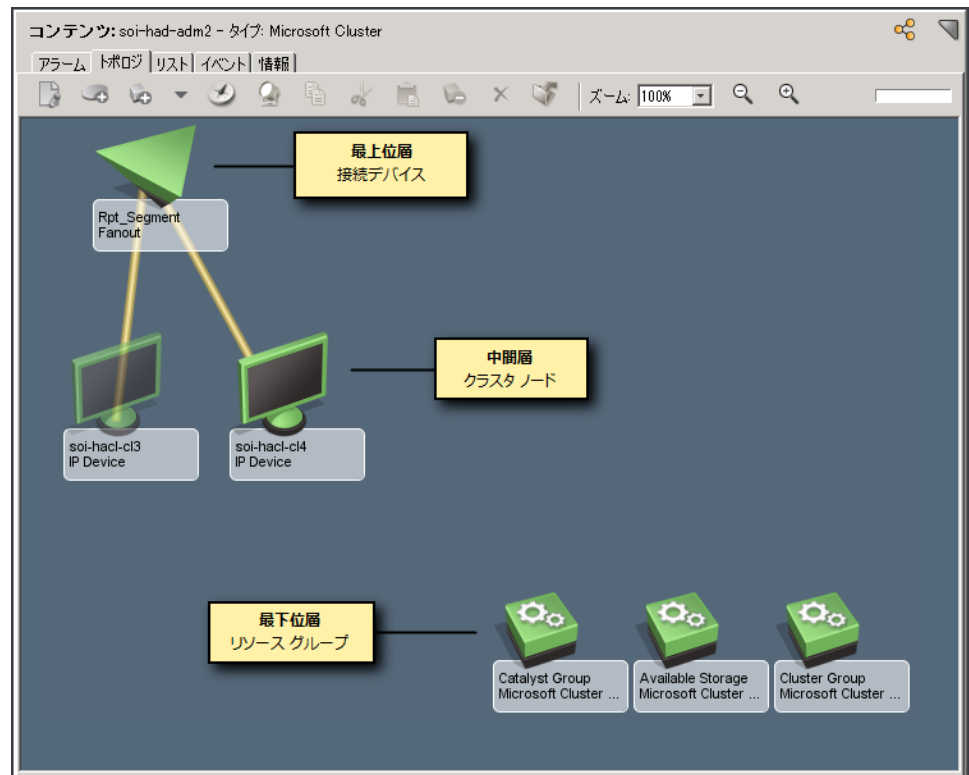 コンテンツ: soi-had-adm2 - タイプ: Microsoft Cluster
アラーム トポロジ リスト イベント 情報
ズーム: 100%
最上位層
接続デバイス
Rpt_Segment
Fanout
中間層
クラスタ ノード
soi-hacl-cl3
IP Device
soi-hacl-cl4
IP Device
最下位層
リソース グループ
Catalyst Group
Microsoft Cluster ...
Available Storage
Microsoft Cluster ...
Cluster Group
Microsoft Cluster ...